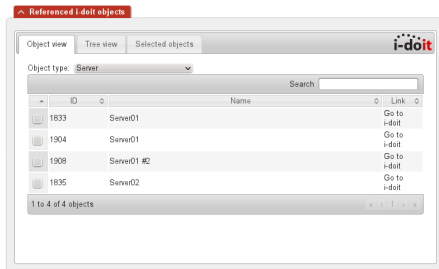 Referenced i-doit objects
Object view Tree view Selected objects i-doit
Object type: Server
Search
ID Name Link
1833 Server01 Go to
i-doit
1904 Server01 Go to
i-doit
1908 Server01 #2 Go to
i-doit
1835 Server02 Go to
i-doit
1 to 4 of 4 objects « ‹ 1 › »